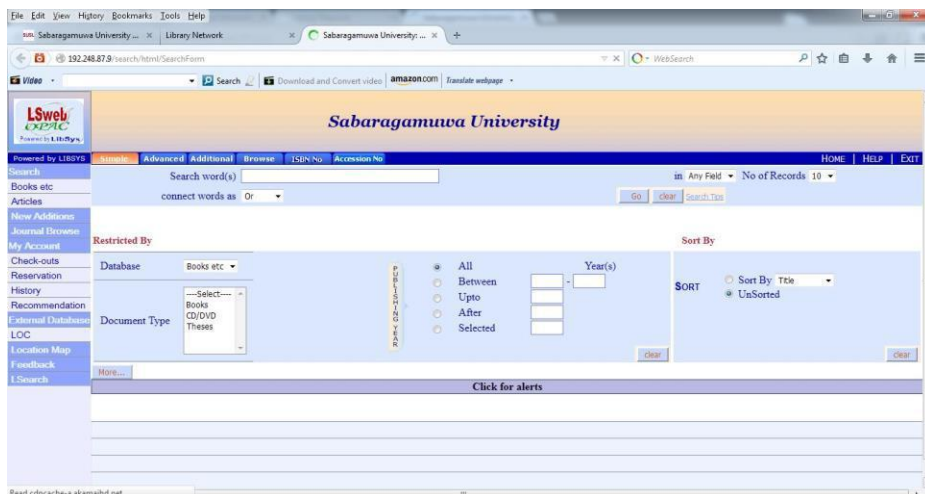 File Edit View History Bookmarks Tools Help
SUSL Sabaragamuwa University ... × Library Network × Sabaragamuwa University: ... × +
192.248.87.9/search/html/SearchForm WebSearch
Video Search Download and Convert video amazon.com Translate webpage
LSweb
OPAC
Powered by LibSys
Sabaragamuwa University
Powered by LIBSYS Simple Advanced Additional Browse ISBN No Accession No HOME | HELP | EXIT
Search
Books etc
Articles
New Additions
Journal Browse
My Account
Check-outs
Reservation
History
Recommendation
External Database
LOC
Location Map
Feedback
LSearch
Search word(s) in Any Field No of Records 10
connect words as Or Go clear Search Tips
Restricted By
Database Books etc
Document Type
----Select----
Books
CD/DVD
Theses
PUBLISHING YEAR
All Year(s)
Between -
Upto
After
Selected
clear
Sort By
SORT Sort By Title
UnSorted
clear
More...
Click for alerts
Read cdncache-a.akamaihd.net